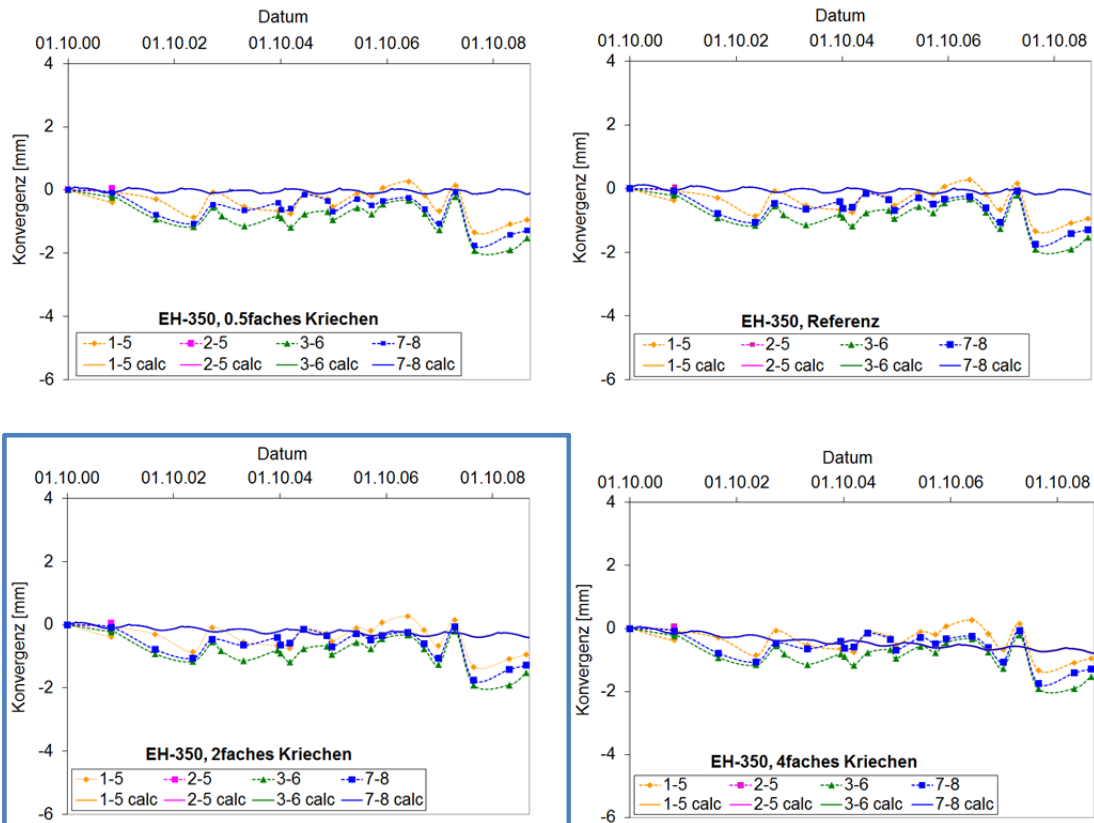 Datum
01.10.00 01.10.02 01.10.04 01.10.06 01.10.08
4
2
0
-2
-4
-6
Konvergenz [mm]
EH-350, 0.5faches Kriechen
1-5 2-5 3-6 7-8
1-5 calc 2-5 calc 3-6 calc 7-8 calc
Datum
01.10.00 01.10.02 01.10.04 01.10.06 01.10.08
4
2
0
-2
-4
-6
Konvergenz [mm]
EH-350, Referenz
1-5 2-5 3-6 7-8
1-5 calc 2-5 calc 3-6 calc 7-8 calc
Datum
01.10.00 01.10.02 01.10.04 01.10.06 01.10.08
4
2
0
-2
-4
-6
Konvergenz [mm]
EH-350, 2faches Kriechen
1-5 2-5 3-6 7-8
1-5 calc 2-5 calc 3-6 calc 7-8 calc
Datum
01.10.00 01.10.02 01.10.04 01.10.06 01.10.08
4
2
0
-2
-4
-6
Konvergenz [mm]
EH-350, 4faches Kriechen
1-5 2-5 3-6 7-8
1-5 calc 2-5 calc 3-6 calc 7-8 calc